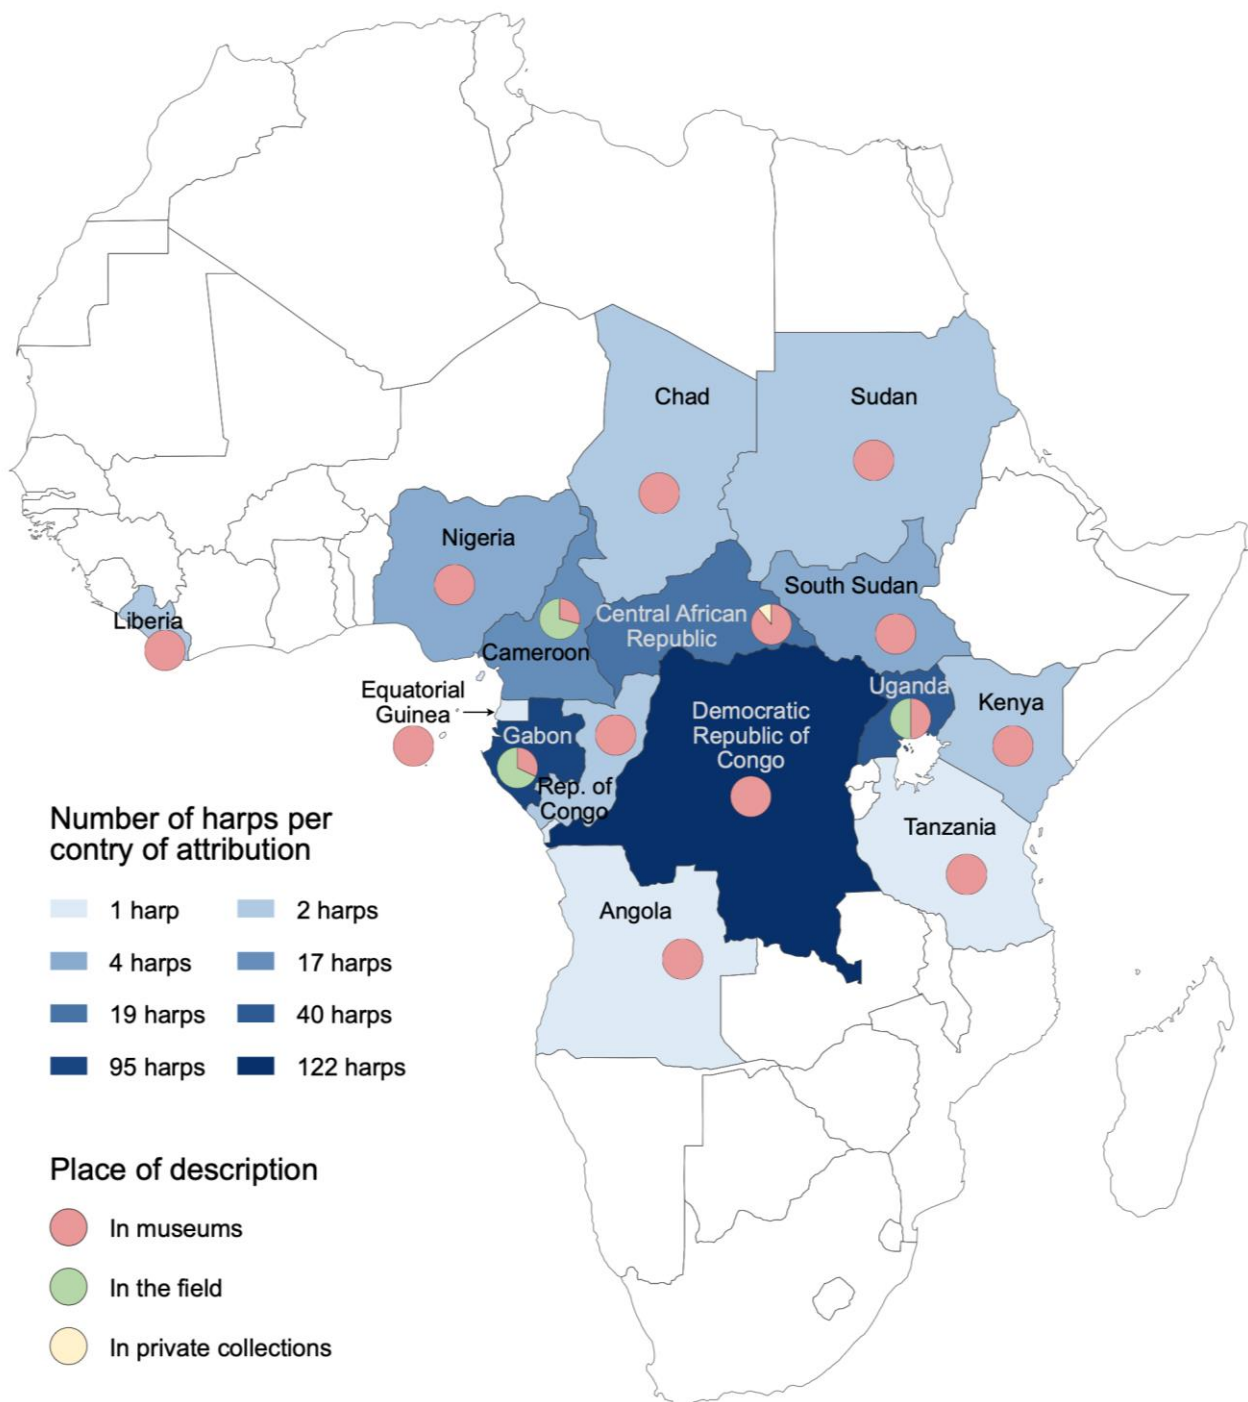 Chad
Sudan
Nigeria
South Sudan
Liberia
Central African
Republic
Cameroon
Uganda
Equatorial
Guinea
Kenya
Gabon
Democratic
Republic of
Congo
Rep. of
Congo
Tanzania
Angola
Number of harps per
contry of attribution
1 harp
2 harps
4 harps
17 harps
19 harps
40 harps
95 harps
122 harps
Place of description
In museums
In the field
In private collections